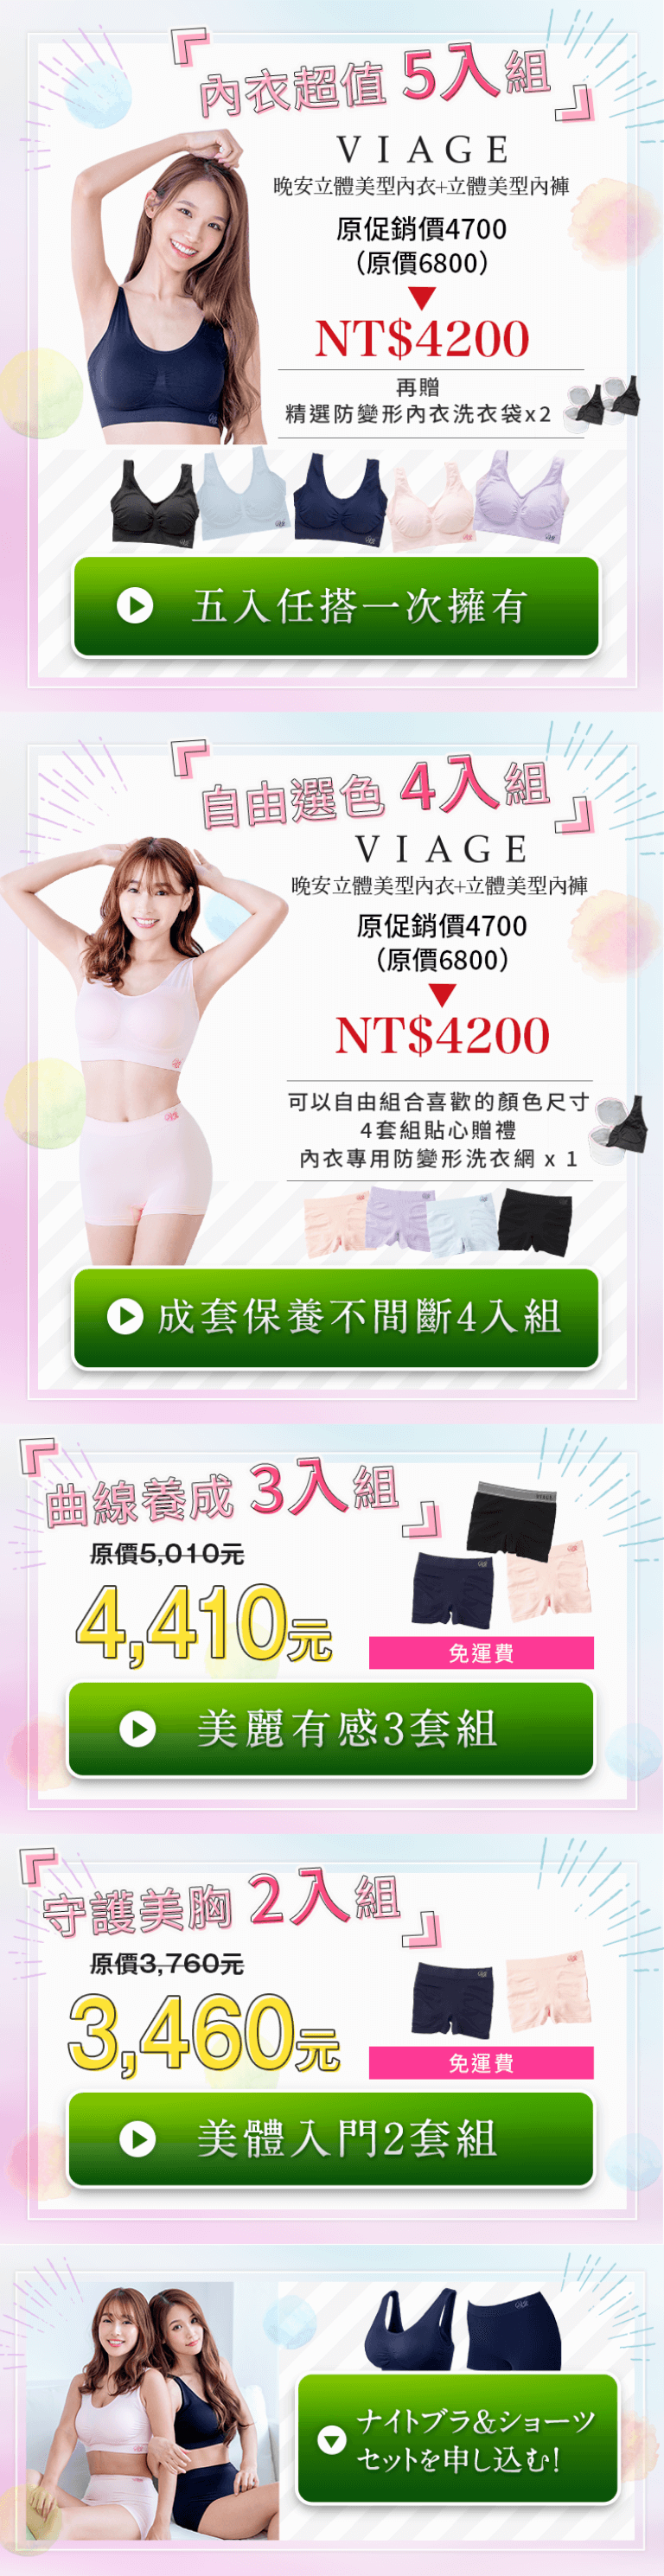 『內衣超值 5入組』
VIAGE
晚安立體美型內衣+立體美型內褲
原促銷價4700
（原價6800）
NT$4200
再贈
精選防變形內衣洗衣袋x2
五入任搭一次擁有
『自由選色 4入組』
VIAGE
晚安立體美型內衣+立體美型內褲
原促銷價4700
（原價6800）
NT$4200
可以自由組合喜歡的顏色尺寸
4套組貼心贈禮
內衣專用防變形洗衣網 x 1
成套保養不間斷4入組
『曲線養成 3入組』
原價5,010元
4,410元
免運費
美麗有感3套組
『守護美胸 2入組』
原價3,760元
3,460元
免運費
美體入門2套組
ナイトブラ&ショーツ
セットを申し込む!